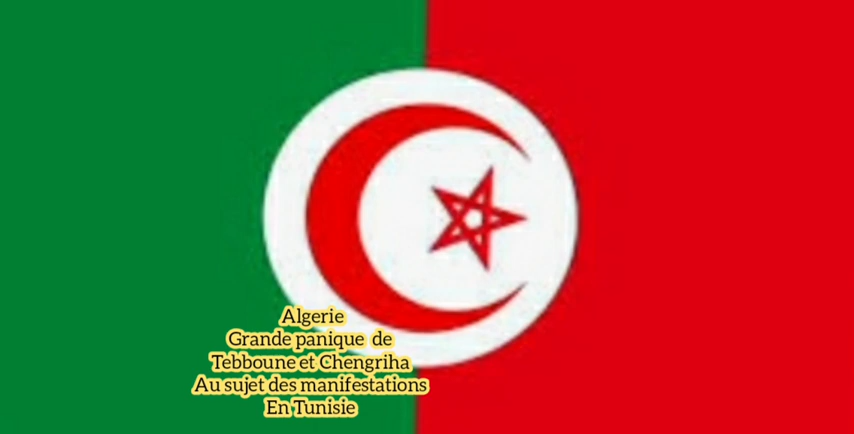 Algerie
Grande panique de
Tebboune et Chengriha
Au sujet des manifestations
En Tunisie